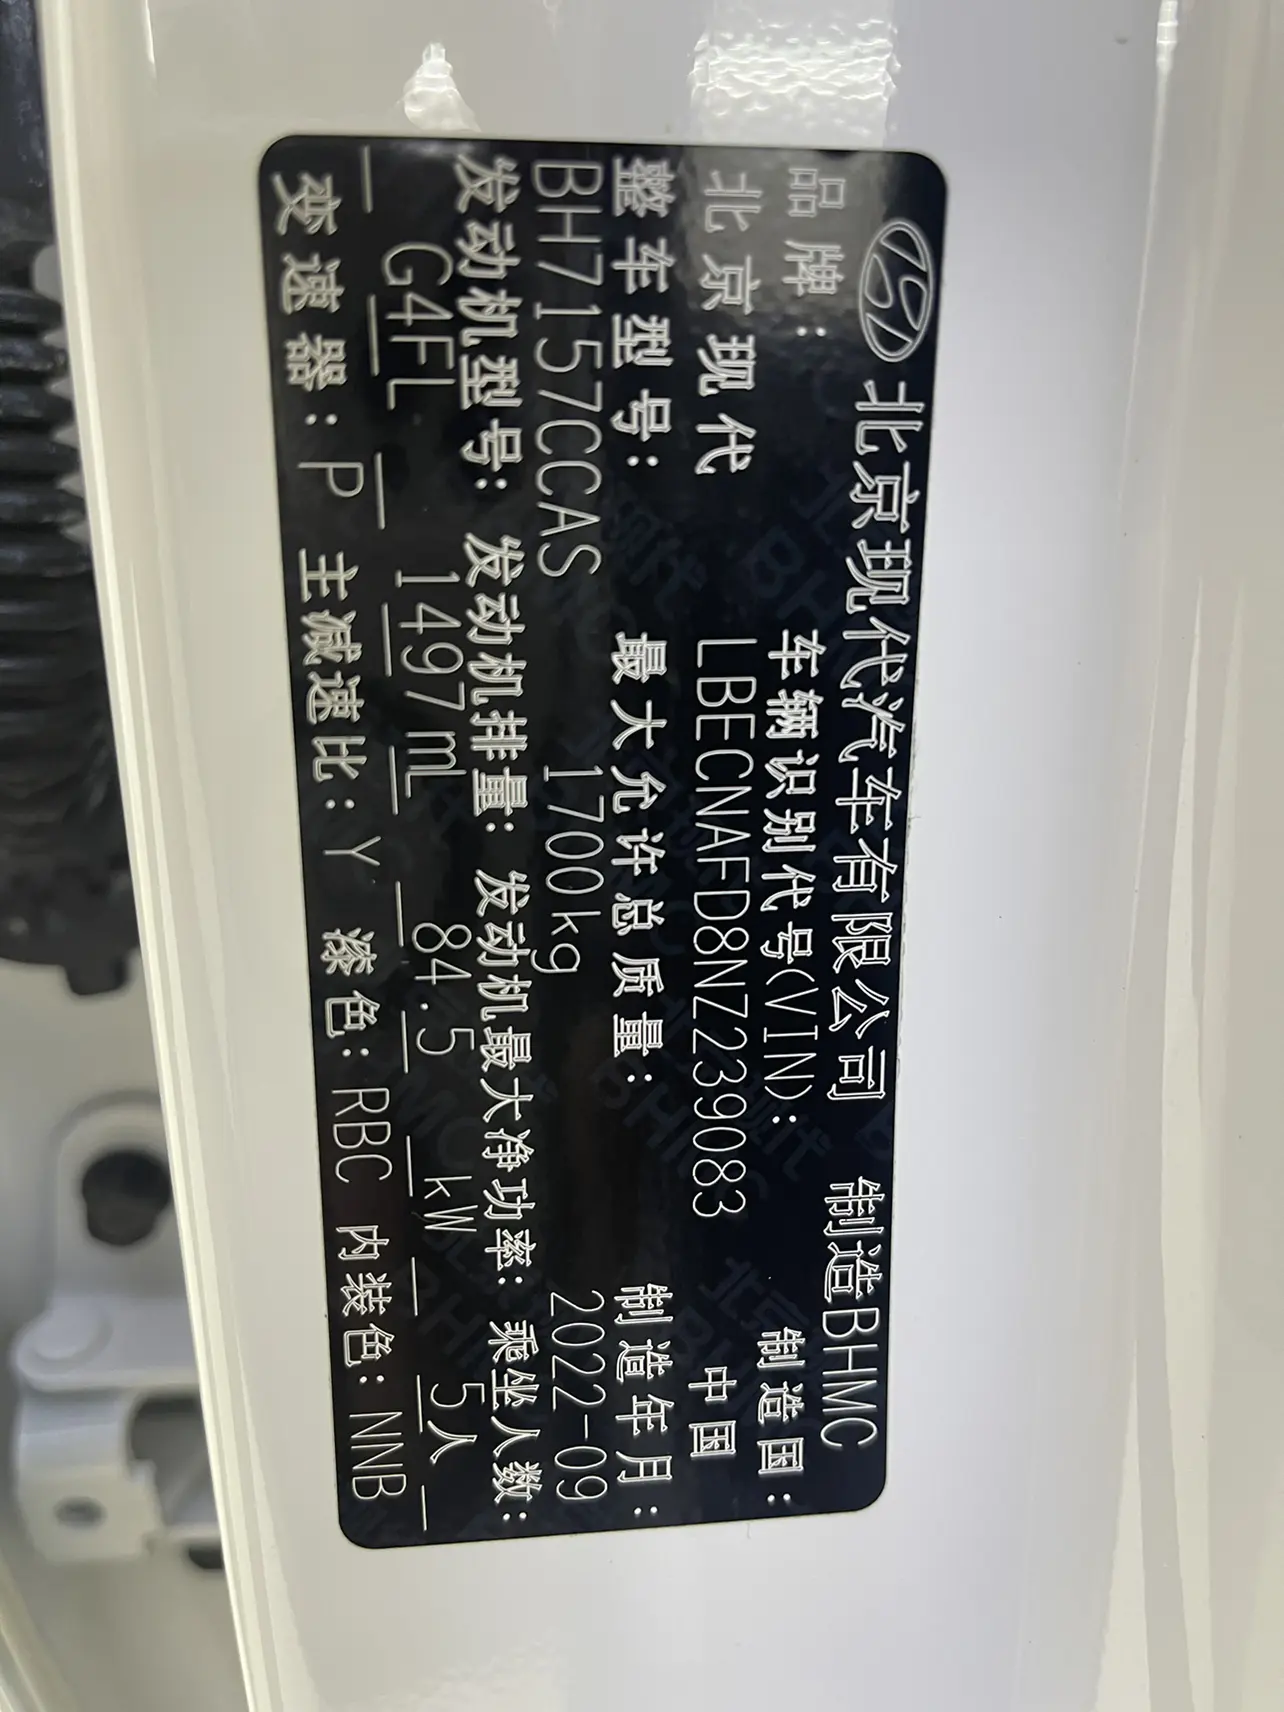 北京现代汽车有限公司 制造BHMC
品牌: 车辆识别代号(VIN): 制造国:
北京现代 LBECNAFD8NZ239083 中国
整车型号: 最大允许总质量: 制造年月:
BH7157CCAS 1700kg 2022-09
发动机型号: 发动机排量: 发动机最大净功率: 乘坐人数:
G4FL 1497mL 84.5 kW 5人
变速器: P 主减速比: Y 漆色: RBC 内装色: NNB